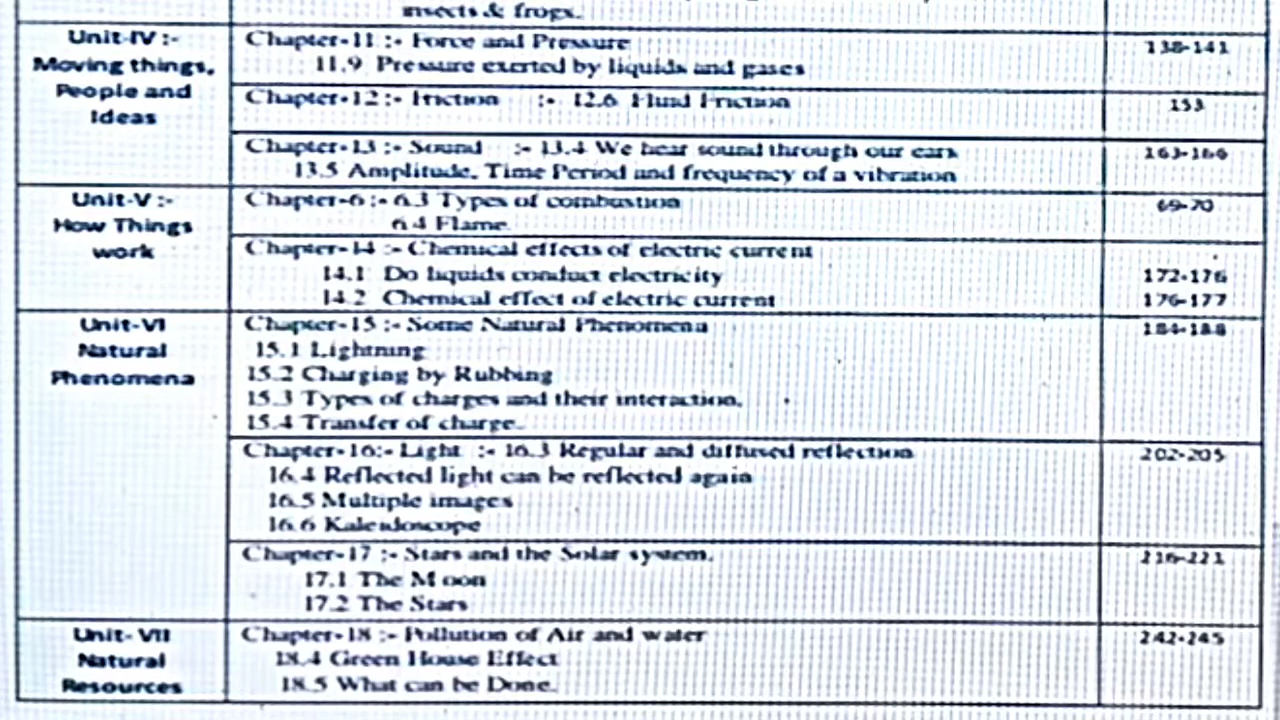 insects & frogs.
Unit-IV :-
Moving things,
People and
Ideas
Chapter-11 :- Force and Pressure
11.9 Pressure exerted by liquids and gases
138-141
Chapter-12 :- Friction :- 12.6 Fluid Friction
153
Chapter-13 :- Sound :- 13.4 We hear sound through our ears
13.5 Amplitude, Time Period and frequency of a vibration
163-166
Unit-V :-
How Things
work
Chapter-6 :- 6.3 Types of combustion
6.4 Flame.
69-70
Chapter-14 :- Chemical effects of electric current
14.1 Do liquids conduct electricity
172-176
14.2 Chemical effect of electric current
176-177
Unit-VI
Natural
Phenomena
Chapter-15 :- Some Natural Phenomena
184-188
15.1 Lightning
15.2 Charging by Rubbing
15.3 Types of charges and their interaction.
15.4 Transfer of charge.
Chapter-16:- Light :- 16.3 Regular and diffused reflection
202-205
16.4 Reflected light can be reflected again
16.5 Multiple images
16.6 Kaleidoscope
Chapter-17 :- Stars and the Solar system.
216-221
17.1 The M oon
17.2 The Stars
Unit- VII
Natural
Resources
Chapter-18 :- Pollution of Air and water
242-245
18.4 Green House Effect
18.5 What can be Done.